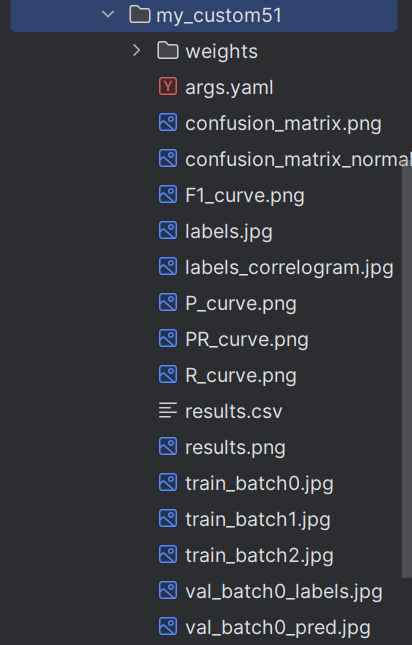 my_custom51
weights
args.yaml
confusion_matrix.png
confusion_matrix_normal
F1_curve.png
labels.jpg
labels_correlogram.jpg
P_curve.png
PR_curve.png
R_curve.png
results.csv
results.png
train_batch0.jpg
train_batch1.jpg
train_batch2.jpg
val_batch0_labels.jpg
val_batch0_pred.jpg